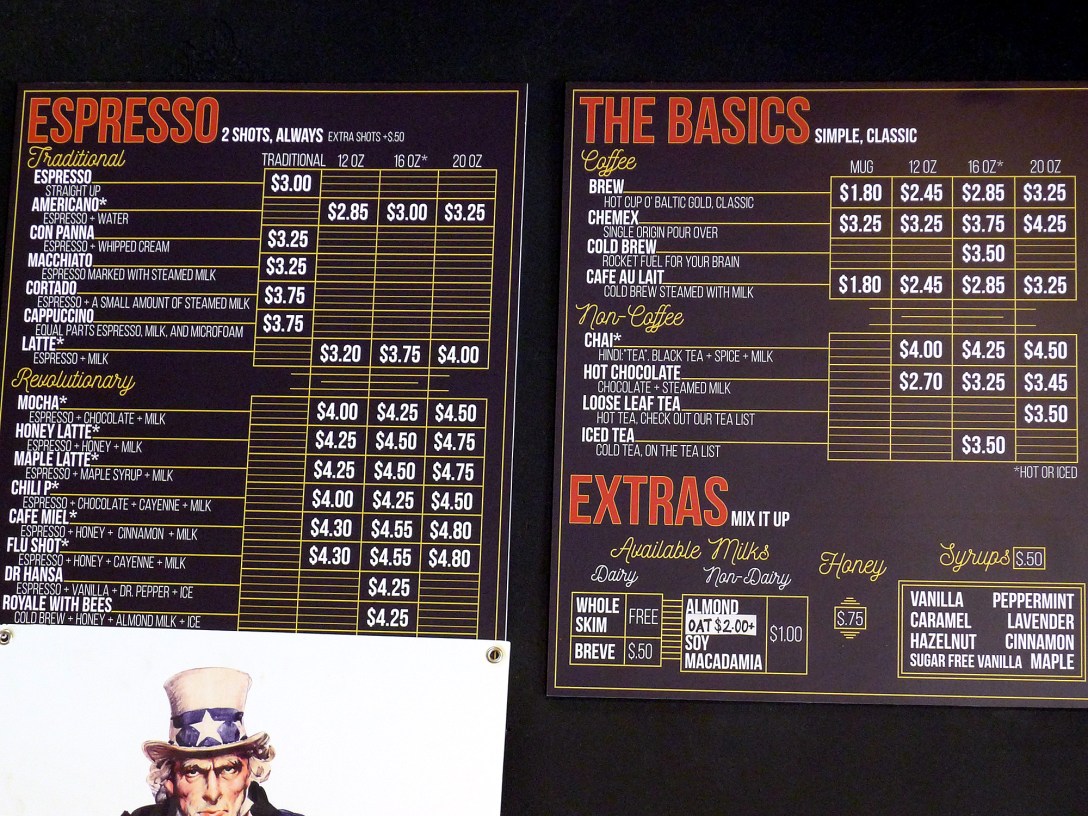 ESPRESSO 2 SHOTS, ALWAYS EXTRA SHOTS +$.50
Traditional TRADITIONAL 12 OZ 16 OZ* 20 OZ
ESPRESSO $3.00
STRAIGHT UP
AMERICANO* $2.85 $3.00 $3.25
ESPRESSO + WATER
CON PANNA $3.25
ESPRESSO + WHIPPED CREAM
MACCHIATO $3.25
ESPRESSO MARKED WITH STEAMED MILK
CORTADO $3.75
ESPRESSO + A SMALL AMOUNT OF STEAMED MILK
CAPPUCCINO $3.75
EQUAL PARTS ESPRESSO, MILK, AND MICROFOAM
LATTE* $3.20 $3.75 $4.00
ESPRESSO + MILK
Revolutionary
MOCHA* $4.00 $4.25 $4.50
ESPRESSO + CHOCOLATE + MILK
HONEY LATTE* $4.25 $4.50 $4.75
ESPRESSO + HONEY + MILK
MAPLE LATTE* $4.25 $4.50 $4.75
ESPRESSO + MAPLE SYRUP + MILK
CHILI P* $4.00 $4.25 $4.50
ESPRESSO + CHOCOLATE + CAYENNE + MILK
CAFE MIEL* $4.30 $4.55 $4.80
ESPRESSO + HONEY + CINNAMON + MILK
FLU SHOT* $4.30 $4.55 $4.80
ESPRESSO + HONEY + CAYENNE + MILK
DR HANSA $4.25
ESPRESSO + VANILLA + DR. PEPPER + ICE
ROYALE WITH BEES $4.25
COLD BREW + HONEY + ALMOND MILK + ICE
THE BASICS SIMPLE, CLASSIC
Coffee MUG 12 OZ 16 OZ* 20 OZ
BREW $1.80 $2.45 $2.85 $3.25
HOT CUP O' BALTIC GOLD, CLASSIC
CHEMEX $3.25 $3.25 $3.75 $4.25
SINGLE ORIGIN POUR OVER
COLD BREW $3.50
ROCKET FUEL FOR YOUR BRAIN
CAFE AU LAIT $1.80 $2.45 $2.85 $3.25
COLD BREW STEAMED WITH MILK
Non-Coffee
CHAI* $4.00 $4.25 $4.50
HINDI:"TEA". BLACK TEA + SPICE + MILK
HOT CHOCOLATE $2.70 $3.25 $3.45
CHOCOLATE + STEAMED MILK
LOOSE LEAF TEA $3.50
HOT TEA, CHECK OUT OUR TEA LIST
ICED TEA $3.50
COLD TEA, ON THE TEA LIST
*HOT OR ICED
EXTRAS MIX IT UP
Available Milks
Dairy Non-Dairy
WHOLE
SKIM FREE
BREVE $.50
ALMOND
OAT $2.00+
SOY
MACADAMIA
$1.00
Honey
$.75
Syrups $.50
VANILLA PEPPERMINT
CARAMEL LAVENDER
HAZELNUT CINNAMON
SUGAR FREE VANILLA MAPLE